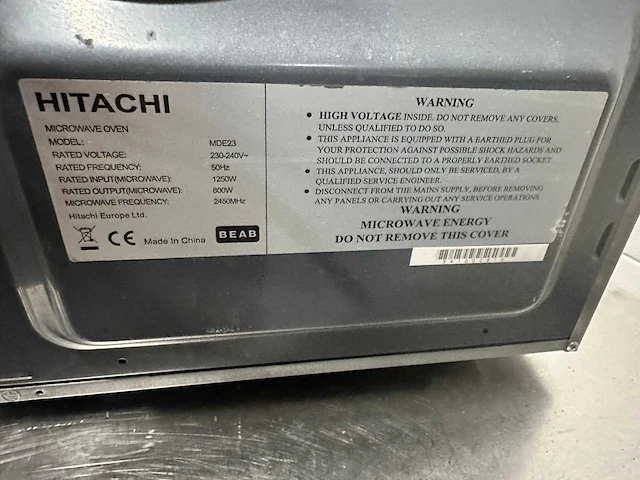 HITACHI
MICROWAVE OVEN
MODEL: MDE23
RATED VOLTAGE: 230-240V~
RATED FREQUENCY: 50Hz
RATED INPUT(MICROWAVE): 1250W
RATED OUTPUT(MICROWAVE): 800W
MICROWAVE FREQUENCY: 2450MHz
Hitachi Europe Ltd.
CE Made In China BEAB
WARNING
• HIGH VOLTAGE INSIDE. DO NOT REMOVE ANY COVERS,
UNLESS QUALIFIED TO DO SO.
• THIS APPLIANCE IS EQUIPPED WITH A EARTHED PLUG FOR
YOUR PROTECTION AGAINST POSSIBLE SHOCK HAZARDS AND
SHOULD BE CONNECTED TO A PROPERLY EARTHED SOCKET.
• THIS APPLIANCE, SHOULD ONLY BE SERVICED, BY A
QUALIFIED SERVICE ENGINEER.
• DISCONNECT FROM THE MAINS SUPPLY, BEFORE REMOVING
ANY PANELS OR CARRYING OUT ANY SERVICE OPERATIONS.
WARNING
MICROWAVE ENERGY
DO NOT REMOVE THIS COVER